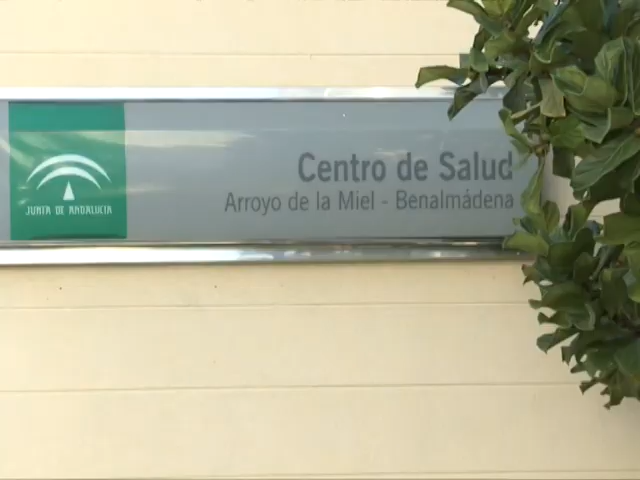 Centro de Salud
Arroyo de la Miel - Benalmádena
JUNTA DE ANDALUCIA